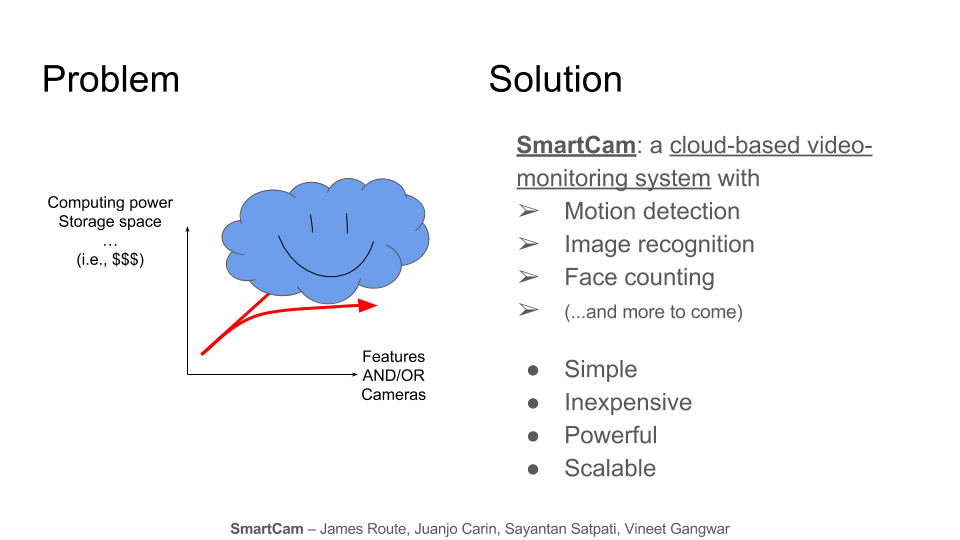 Problem
Computing power
Storage space
…
(i.e., $$$)
Features
AND/OR
Cameras
Solution
SmartCam: a cloud-based video-
monitoring system with
➢ Motion detection
➢ Image recognition
➢ Face counting
➢ (...and more to come)
● Simple
● Inexpensive
● Powerful
● Scalable
SmartCam – James Route, Juanjo Carin, Sayantan Satpati, Vineet Gangwar